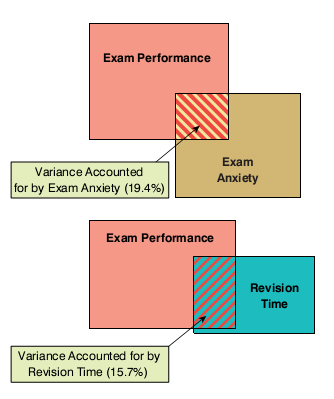 Exam Performance
Exam
Anxiety
Variance Accounted
for by Exam Anxiety (19.4%)
Exam Performance
Revision
Time
Variance Accounted for by
Revision Time (15.7%)